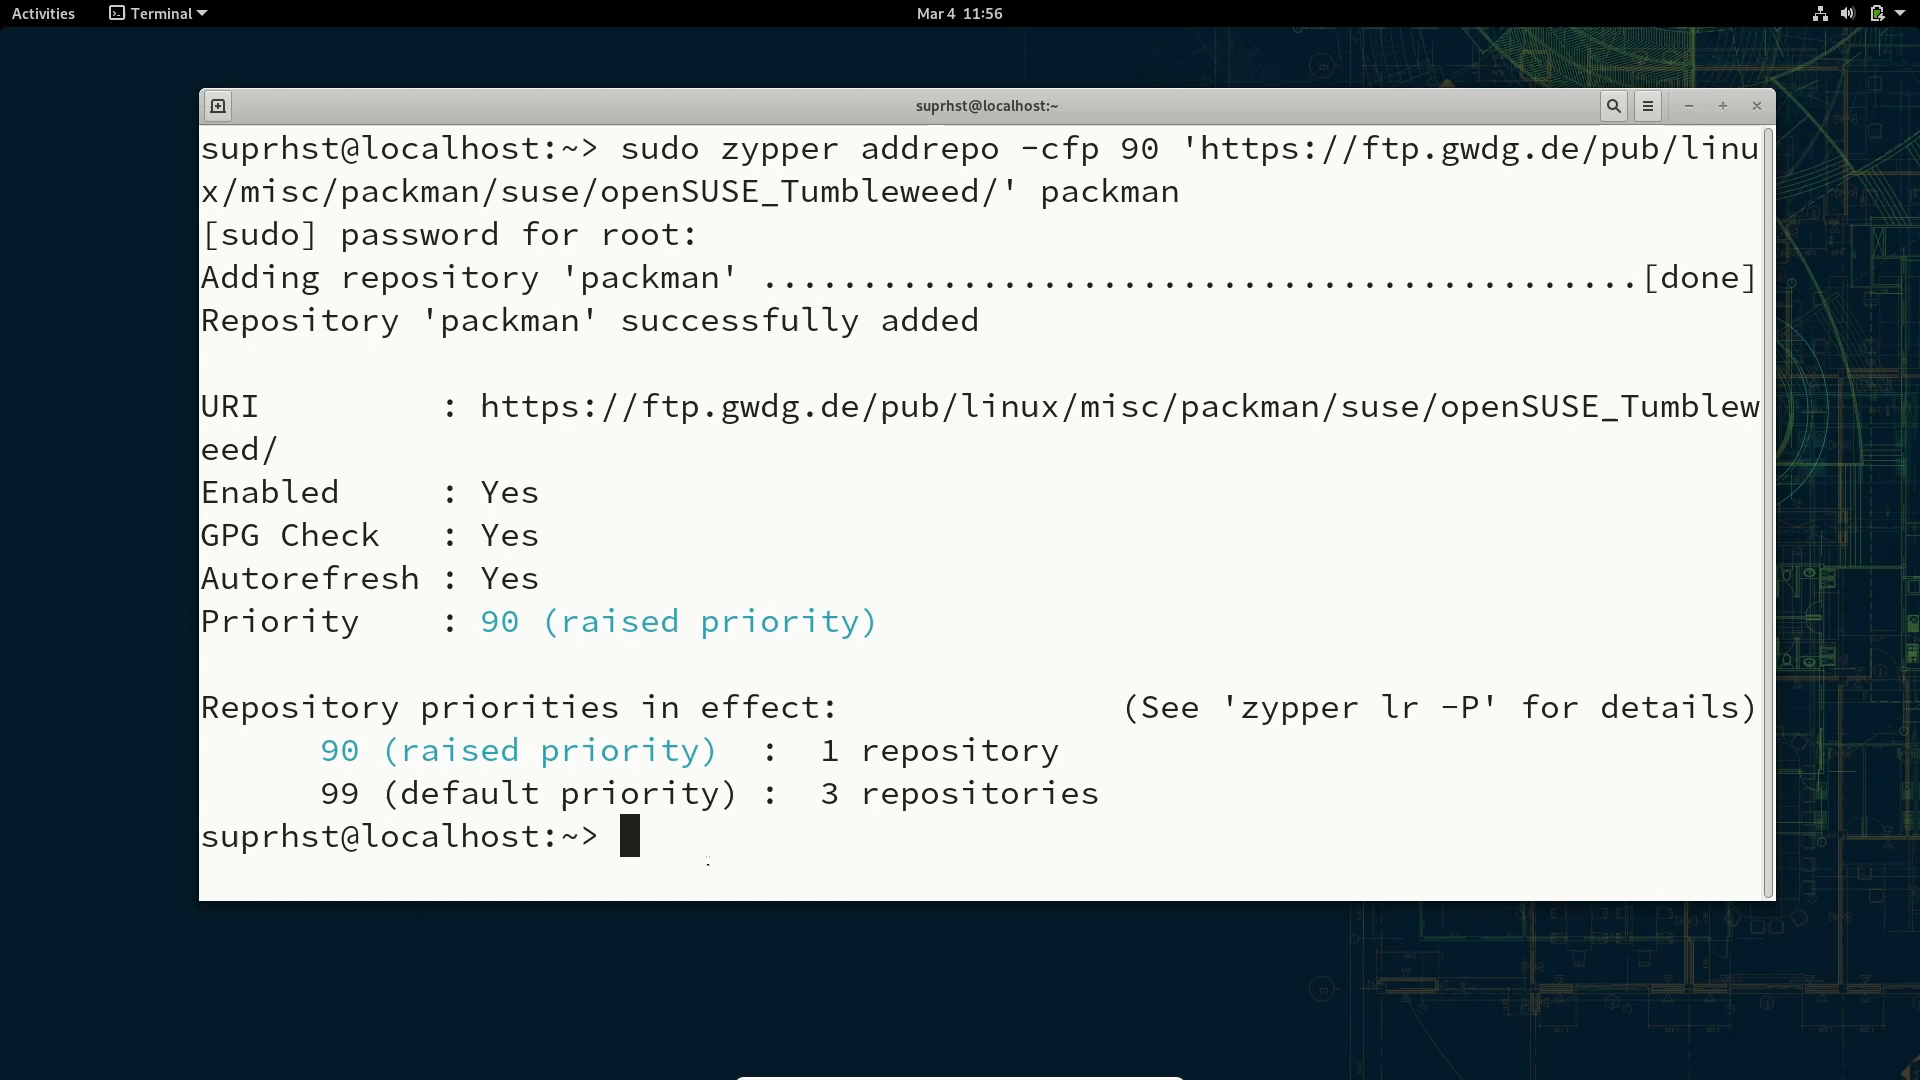 Activities Terminal Mar 4 11:56
suprhst@localhost:~
suprhst@localhost:~> sudo zypper addrepo -cfp 90 'https://ftp.gwdg.de/pub/linu
x/misc/packman/suse/openSUSE_Tumbleweed/' packman
[sudo] password for root:
Adding repository 'packman' ............................................[done]
Repository 'packman' successfully added
URI : https://ftp.gwdg.de/pub/linux/misc/packman/suse/openSUSE_Tumblew
eed/
Enabled : Yes
GPG Check : Yes
Autorefresh : Yes
Priority : 90 (raised priority)
Repository priorities in effect: (See 'zypper lr -P' for details)
90 (raised priority) : 1 repository
99 (default priority) : 3 repositories
suprhst@localhost:~>